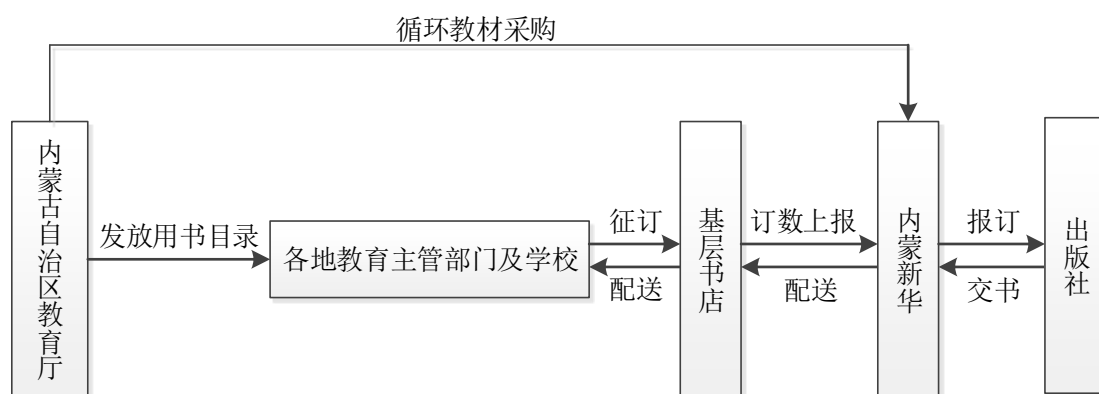 循环教材采购
内蒙古自治区教育厅
发放用书目录
各地教育主管部门及学校
征订
配送
基层书店
订数上报
配送
内蒙新华
报订
交书
出版社